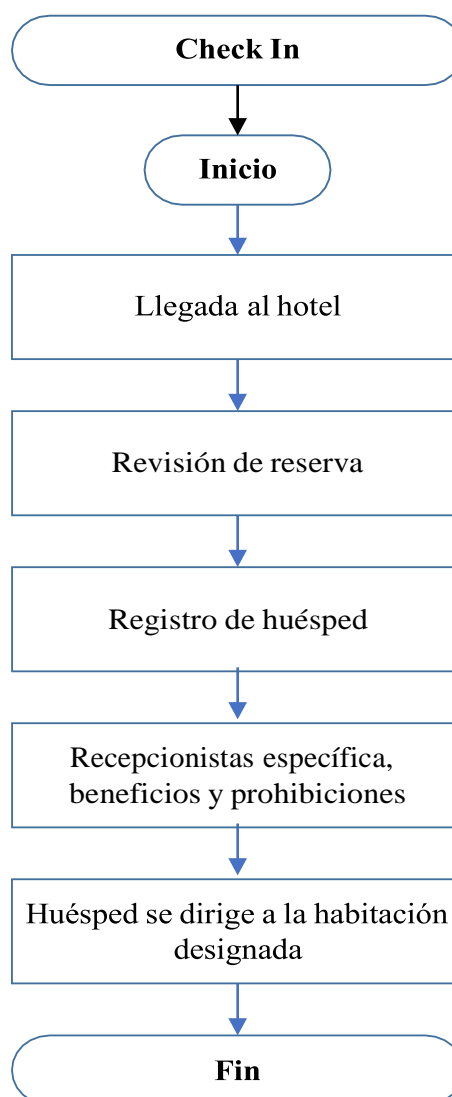 Check In
Inicio
Llegada al hotel
Revisión de reserva
Registro de huésped
Recepcionistas específica,
beneficios y prohibiciones
Huésped se dirige a la habitación
designada
Fin